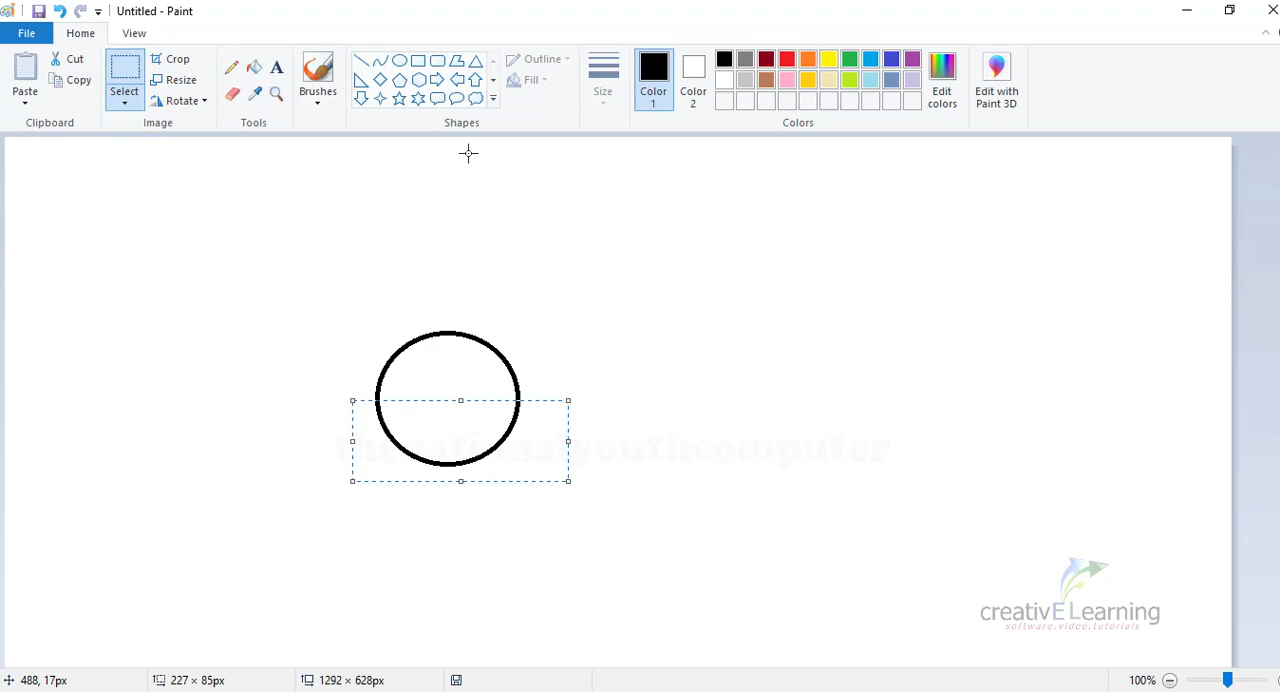 Untitled - Paint
File Home View
Cut
Copy
Paste
Clipboard
Select
Crop
Resize
Rotate
Image
A
Tools
Brushes
Shapes
Outline
Fill
Size
Color 1
Color 2
Edit colors
Colors
Edit with Paint 3D
thenationalyouthcomputer
creativE Learning
software.video.tutorials
488, 17px 227 × 85px 1292 × 628px 100%